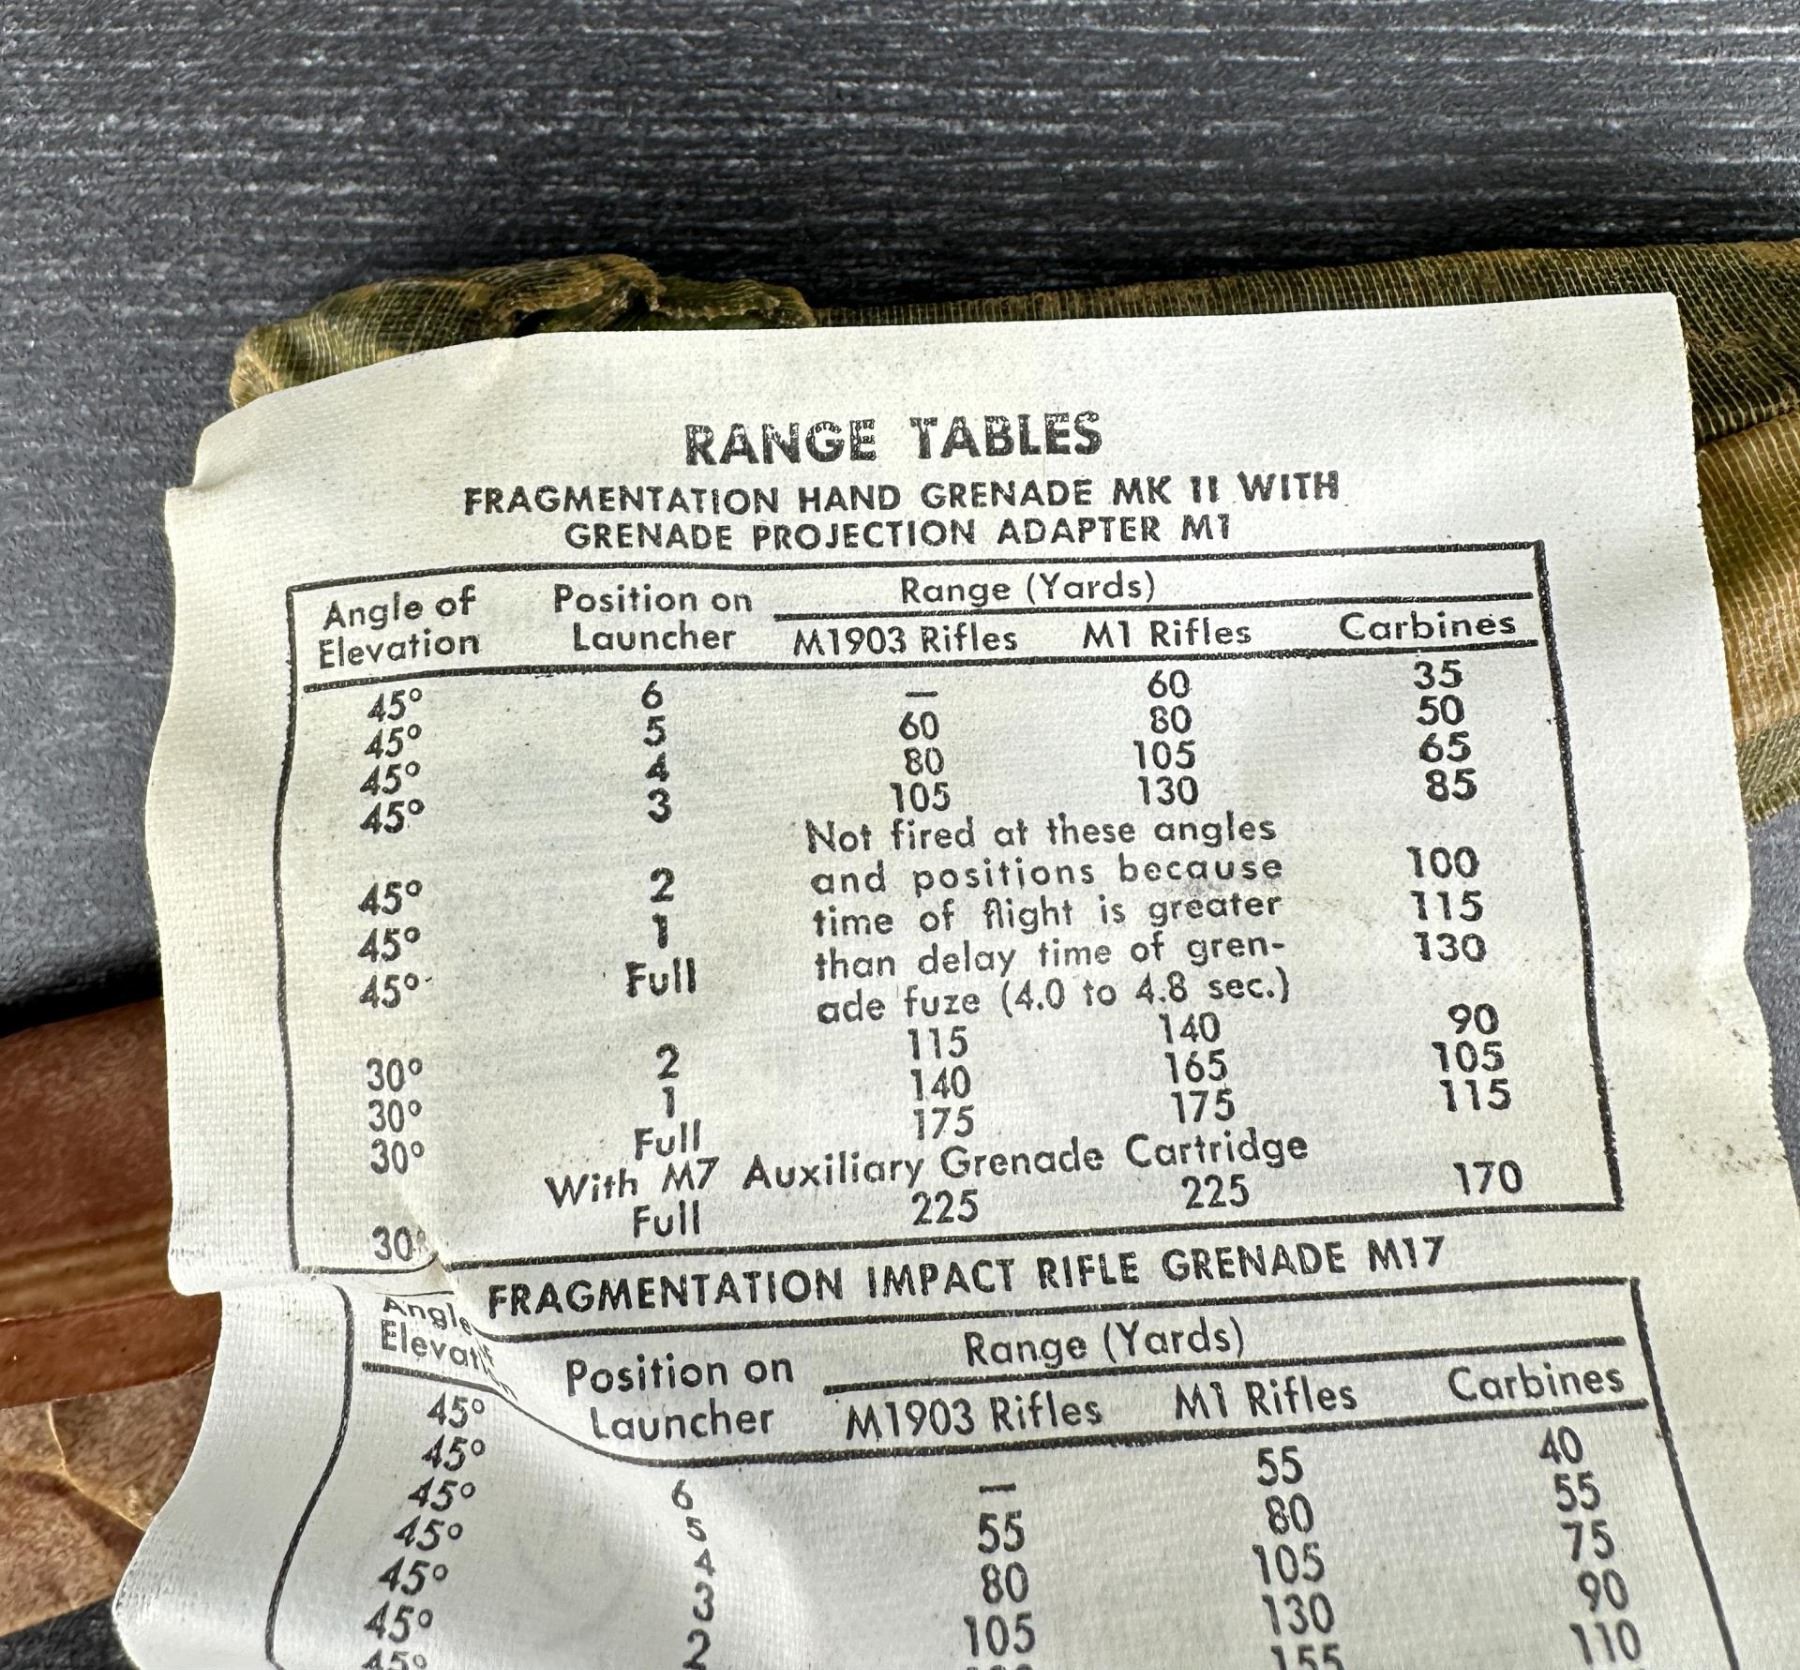 RANGE TABLES
FRAGMENTATION HAND GRENADE MK II WITH
GRENADE PROJECTION ADAPTER M1
Angle of Position on Range (Yards)
Elevation Launcher M1903 Rifles M1 Rifles Carbines
45° 6 — 60 35
45° 5 60 80 50
45° 4 80 105 65
45° 3 105 130 85
Not fired at these angles
45° 2 and positions because 100
45° 1 time of flight is greater 115
45° Full than delay time of gren- 130
ade fuze (4.0 to 4.8 sec.)
30° 2 115 140 90
30° 1 140 165 105
30° Full 175 175 115
With M7 Auxiliary Grenade Cartridge
30° Full 225 225 170
FRAGMENTATION IMPACT RIFLE GRENADE M17
Angle Position on Range (Yards)
Launcher M1903 Rifles M1 Rifles Carbines
45° 6 — 55 40
45° 5 55 80 55
45° 4 80 105 75
45° 3 105 130 90
45° 2 155 110
45°
45°